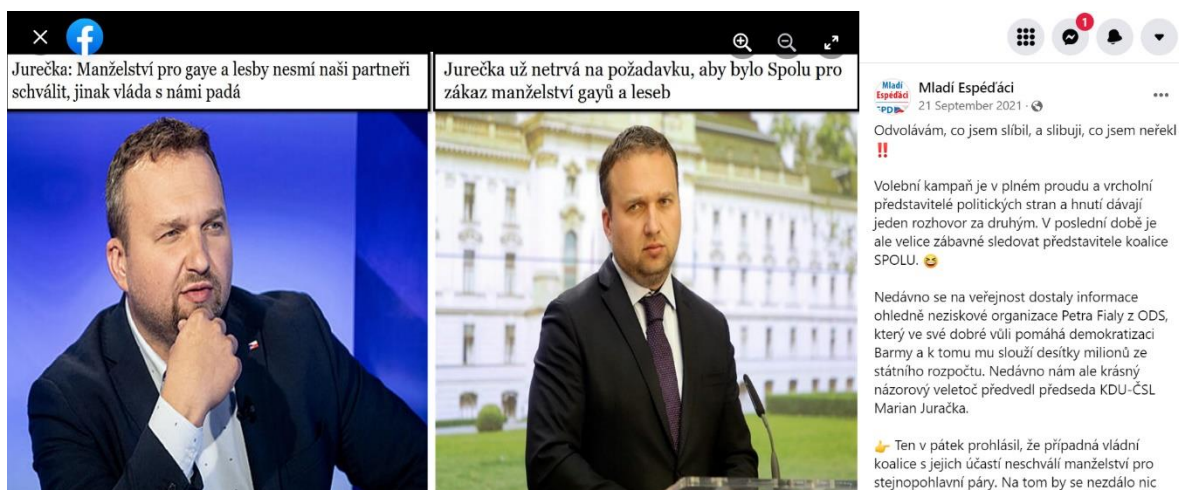 Jurečka: Manželství pro gaye a lesby nesmí naši partneři
schválit, jinak vláda s námi padá
Jurečka už netrvá na požadavku, aby bylo Spolu pro
zákaz manželství gayů a leseb
1
Mladí
Espéďáci
SPD
Mladí Espéďáci
21 September 2021 ·
Odvolávám, co jsem slíbil, a slibuji, co jsem neřekl
‼️
Volební kampaň je v plném proudu a vrcholní
představitelé politických stran a hnutí dávají
jeden rozhovor za druhým. V poslední době je
ale velice zábavné sledovat představitele koalice
SPOLU. 😆
Nedávno se na veřejnost dostaly informace
ohledně neziskové organizace Petra Fialy z ODS,
který ve své dobré vůli pomáhá demokratizaci
Barmy a k tomu mu slouží desítky milionů ze
státního rozpočtu. Nedávno nám ale krásný
názorový veletoč předvedl předseda KDU-ČSL
Marian Juračka.
👉 Ten v pátek prohlásil, že případná vládní
koalice s jejich účastí neschválí manželství pro
stejnopohlavní páry. Na tom by se nezdálo nic